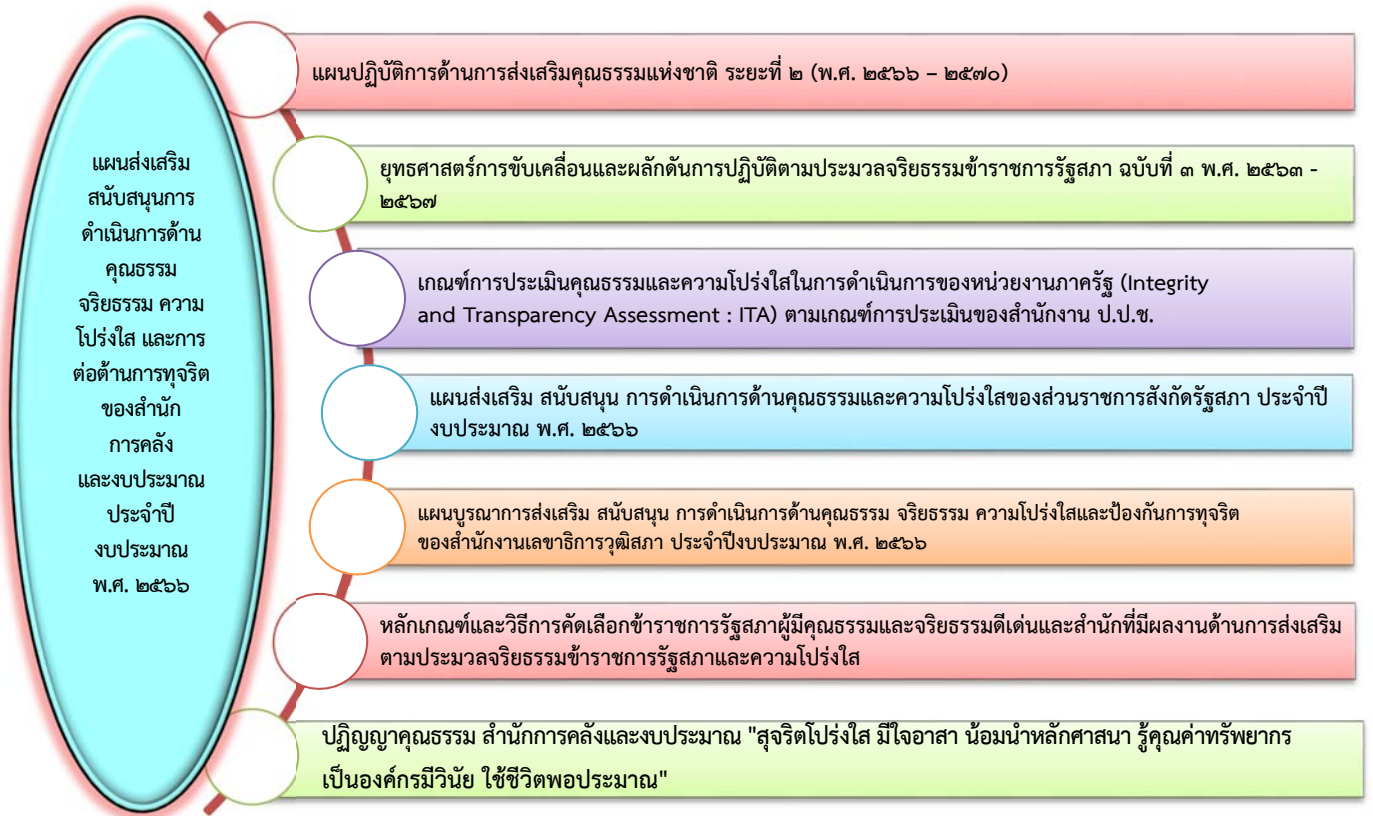 แผนส่งเสริม
สนับสนุนการ
ดำเนินการด้าน
คุณธรรม
จริยธรรม ความ
โปร่งใส และการ
ต่อต้านการทุจริต
ของสำนัก
การคลัง
และงบประมาณ
ประจำปี
งบประมาณ
พ.ศ. ๒๕๖๖
แผนปฏิบัติการด้านการส่งเสริมคุณธรรมแห่งชาติ ระยะที่ ๒ (พ.ศ. ๒๕๖๖ – ๒๕๗๐)
ยุทธศาสตร์การขับเคลื่อนและผลักดันการปฏิบัติตามประมวลจริยธรรมข้าราชการรัฐสภา ฉบับที่ ๓ พ.ศ. ๒๕๖๓ -
๒๕๖๗
เกณฑ์การประเมินคุณธรรมและความโปร่งใสในการดำเนินการของหน่วยงานภาครัฐ (Integrity
and Transparency Assessment : ITA) ตามเกณฑ์การประเมินของสำนักงาน ป.ป.ช.
แผนส่งเสริม สนับสนุน การดำเนินการด้านคุณธรรมและความโปร่งใสของส่วนราชการสังกัดรัฐสภา ประจำปี
งบประมาณ พ.ศ. ๒๕๖๖
แผนบูรณาการส่งเสริม สนับสนุน การดำเนินการด้านคุณธรรม จริยธรรม ความโปร่งใสและป้องกันการทุจริต
ของสำนักงานเลขาธิการวุฒิสภา ประจำปีงบประมาณ พ.ศ. ๒๕๖๖
หลักเกณฑ์และวิธีการคัดเลือกข้าราชการรัฐสภาผู้มีคุณธรรมและจริยธรรมดีเด่นและสำนักที่มีผลงานด้านการส่งเสริม
ตามประมวลจริยธรรมข้าราชการรัฐสภาและความโปร่งใส
ปฏิญญาคุณธรรม สำนักการคลังและงบประมาณ "สุจริตโปร่งใส มีใจอาสา น้อมนำหลักศาสนา รู้คุณค่าทรัพยากร
เป็นองค์กรมีวินัย ใช้ชีวิตพอประมาณ"